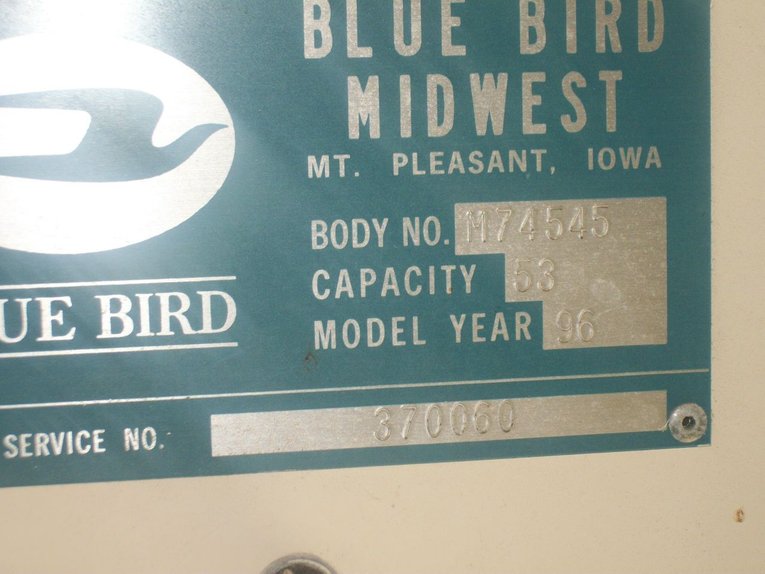 BLUE BIRD
MIDWEST
MT. PLEASANT, IOWA
BODY NO. M74545
CAPACITY 53
MODEL YEAR 96
UE BIRD
SERVICE NO. 370060